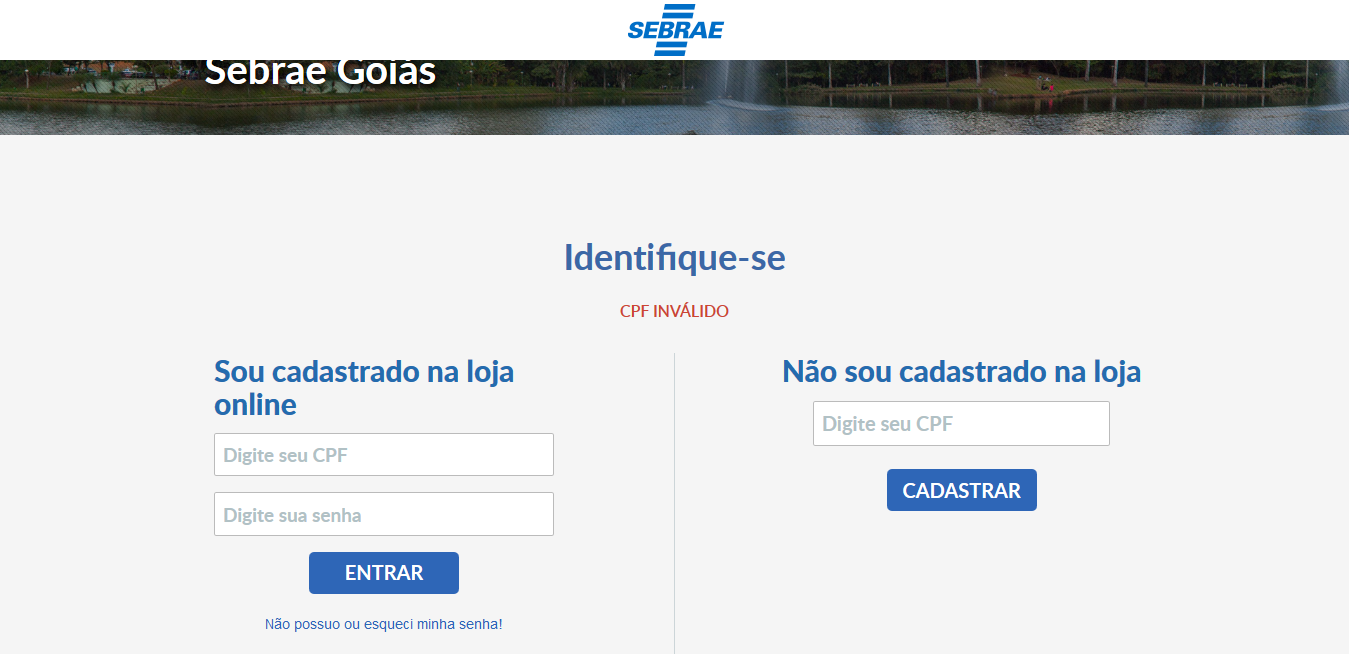 SEBRAE
Sebrae Goiás
Identifique-se
CPF INVÁLIDO
Sou cadastrado na loja
online
Digite seu CPF
Digite sua senha
ENTRAR
Não possuo ou esqueci minha senha!
Não sou cadastrado na loja
Digite seu CPF
CADASTRAR